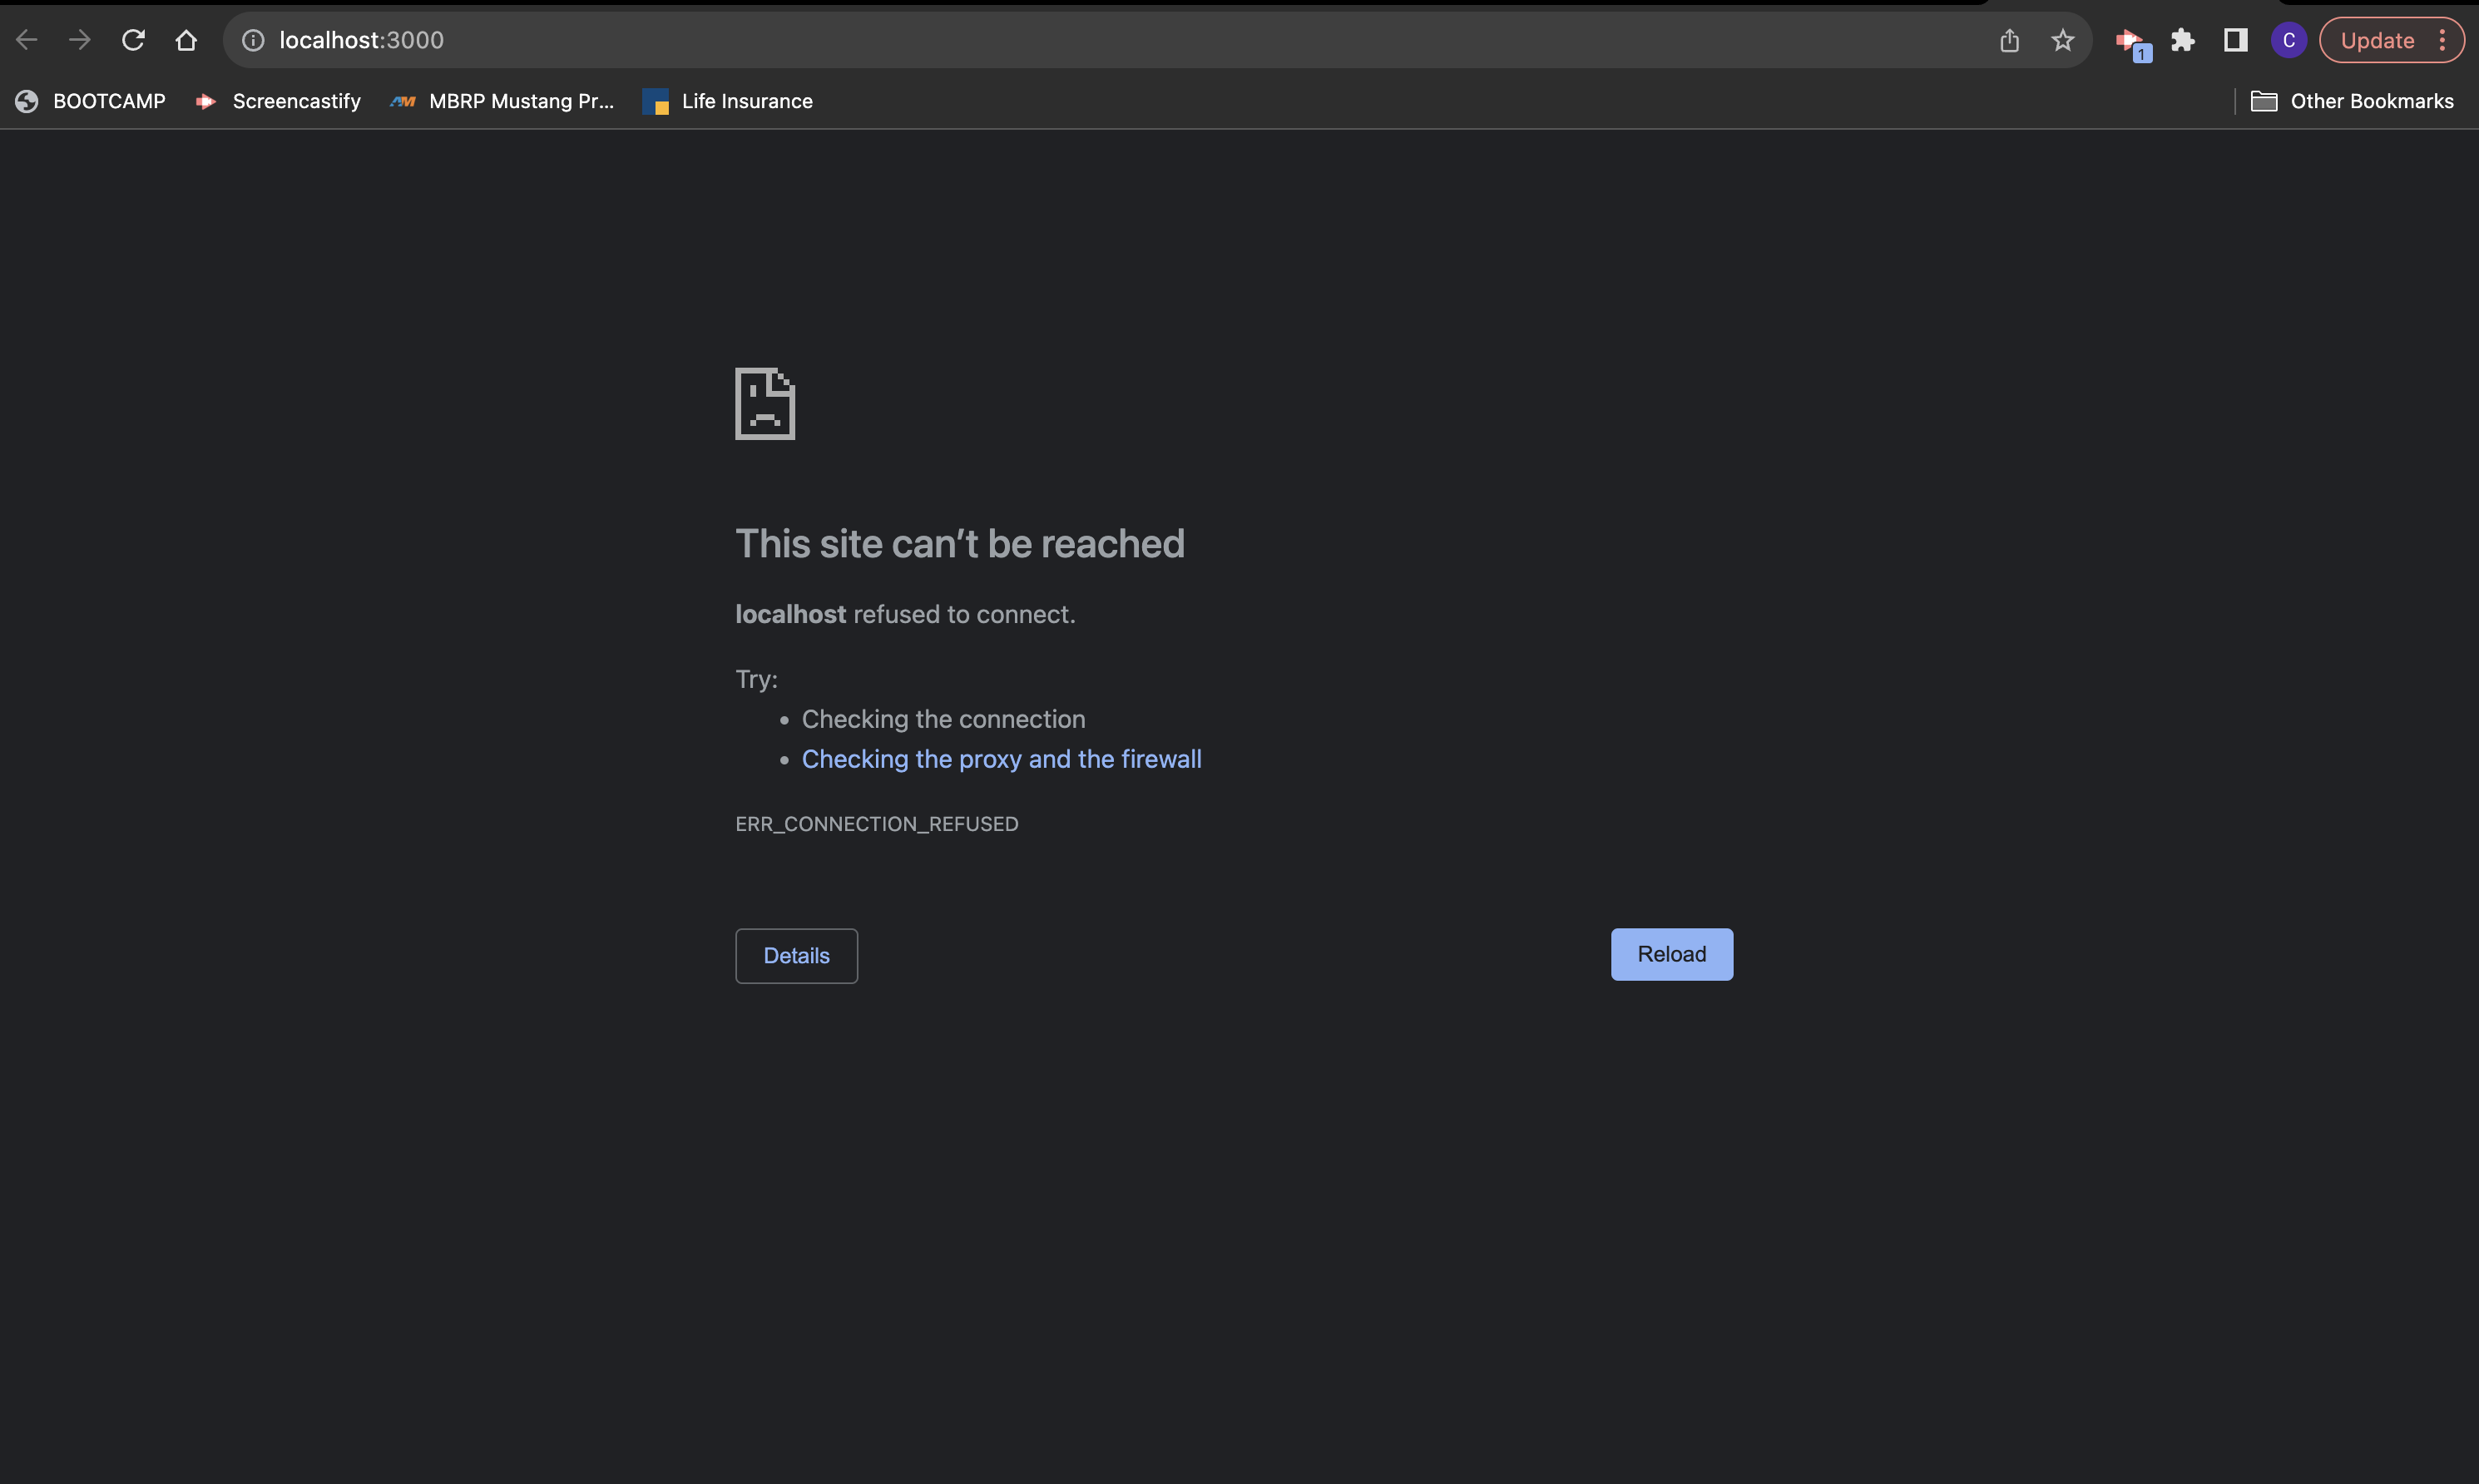 localhost:3000
1
C
Update
BOOTCAMP
Screencastify
MBRP Mustang Pr...
Life Insurance
Other Bookmarks
This site can’t be reached
localhost refused to connect.
Try:
• Checking the connection
• Checking the proxy and the firewall
ERR_CONNECTION_REFUSED
Details
Reload